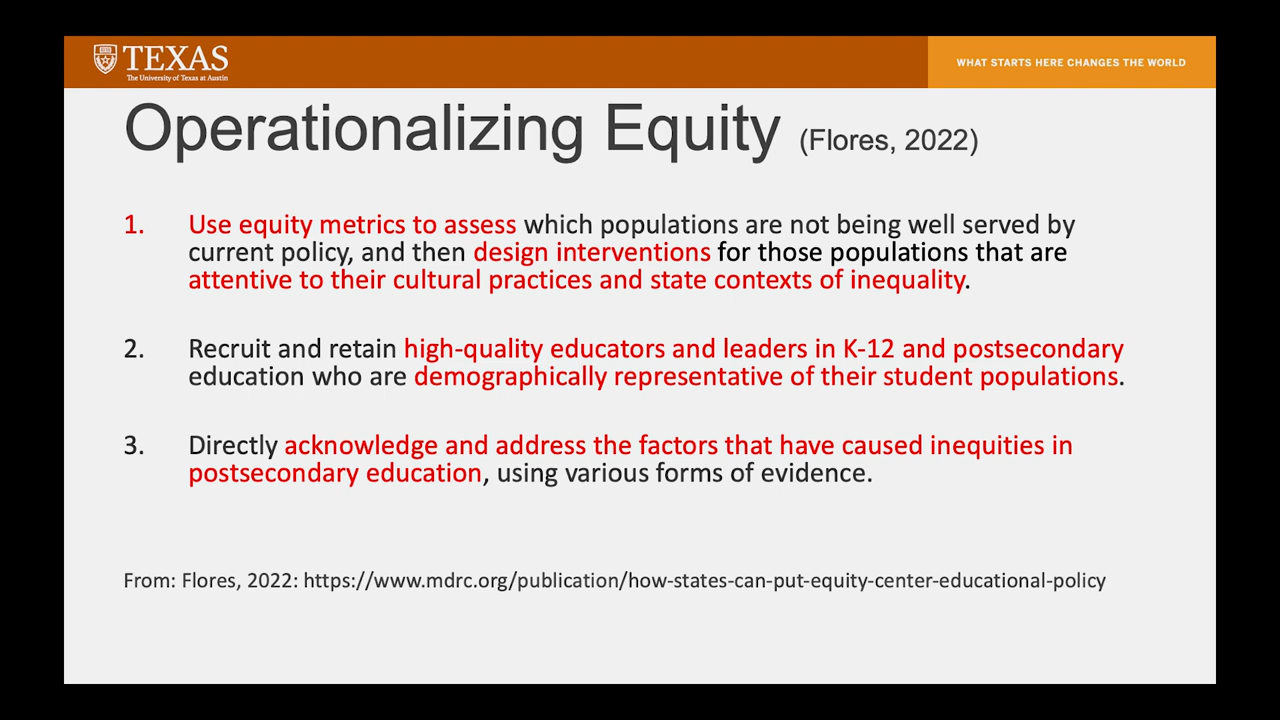 TEXAS
The University of Texas at Austin
WHAT STARTS HERE CHANGES THE WORLD
Operationalizing Equity (Flores, 2022)
1. Use equity metrics to assess which populations are not being well served by
current policy, and then design interventions for those populations that are
attentive to their cultural practices and state contexts of inequality.
2. Recruit and retain high-quality educators and leaders in K-12 and postsecondary
education who are demographically representative of their student populations.
3. Directly acknowledge and address the factors that have caused inequities in
postsecondary education, using various forms of evidence.
From: Flores, 2022: https://www.mdrc.org/publication/how-states-can-put-equity-center-educational-policy